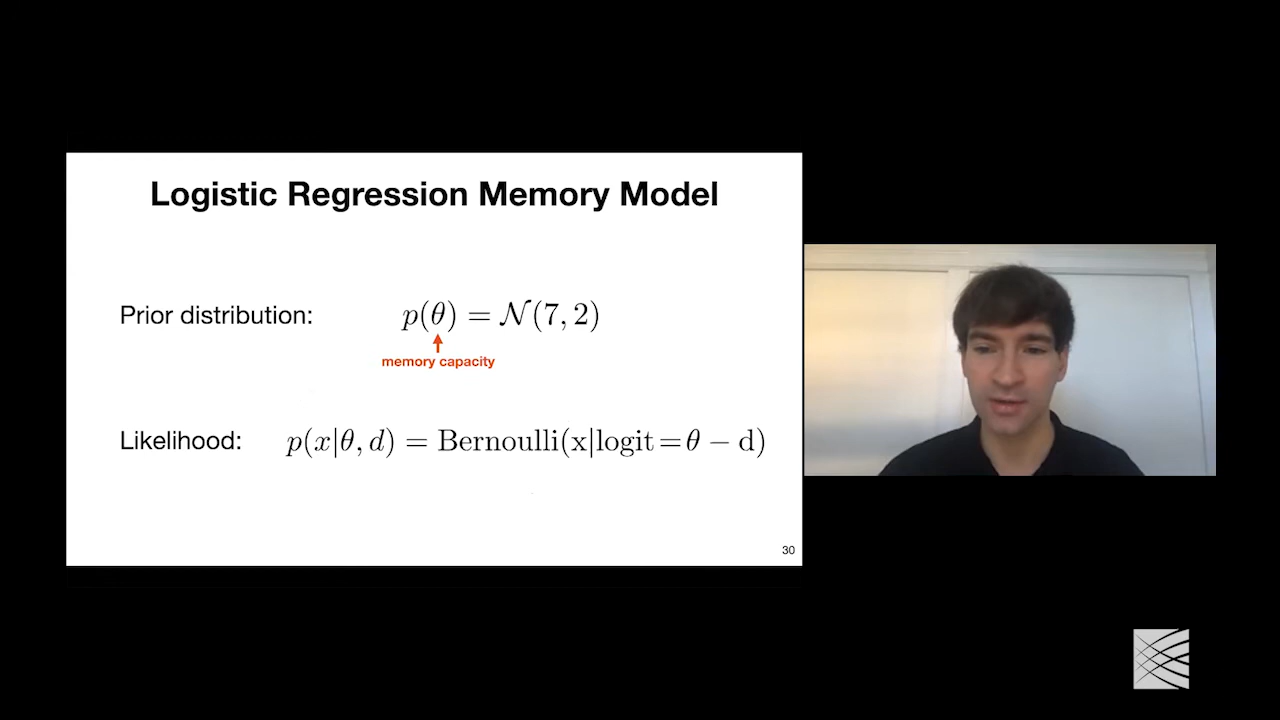 Logistic Regression Memory Model
Prior distribution: p(θ) = 𝒩(7, 2)
memory capacity
Likelihood: p(x|θ, d) = Bernoulli(x|logit=θ − d)
30